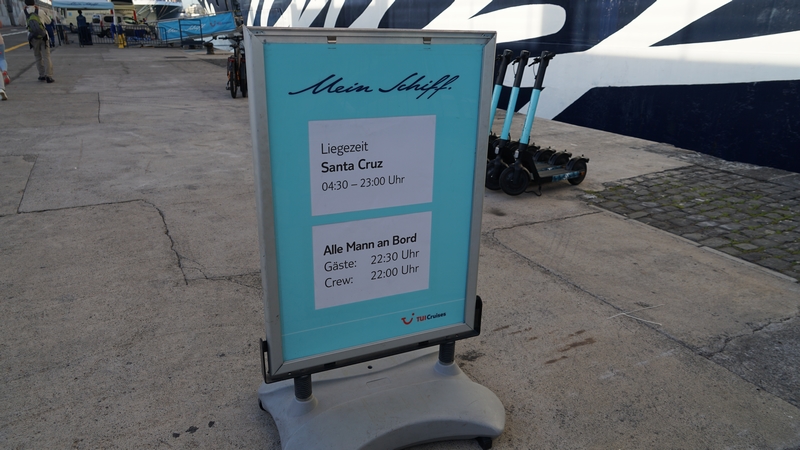 Mein Schiff.
Liegezeit
Santa Cruz
04:30 – 23:00 Uhr
Alle Mann an Bord
Gäste: 22:30 Uhr
Crew: 22:00 Uhr
TUI Cruises